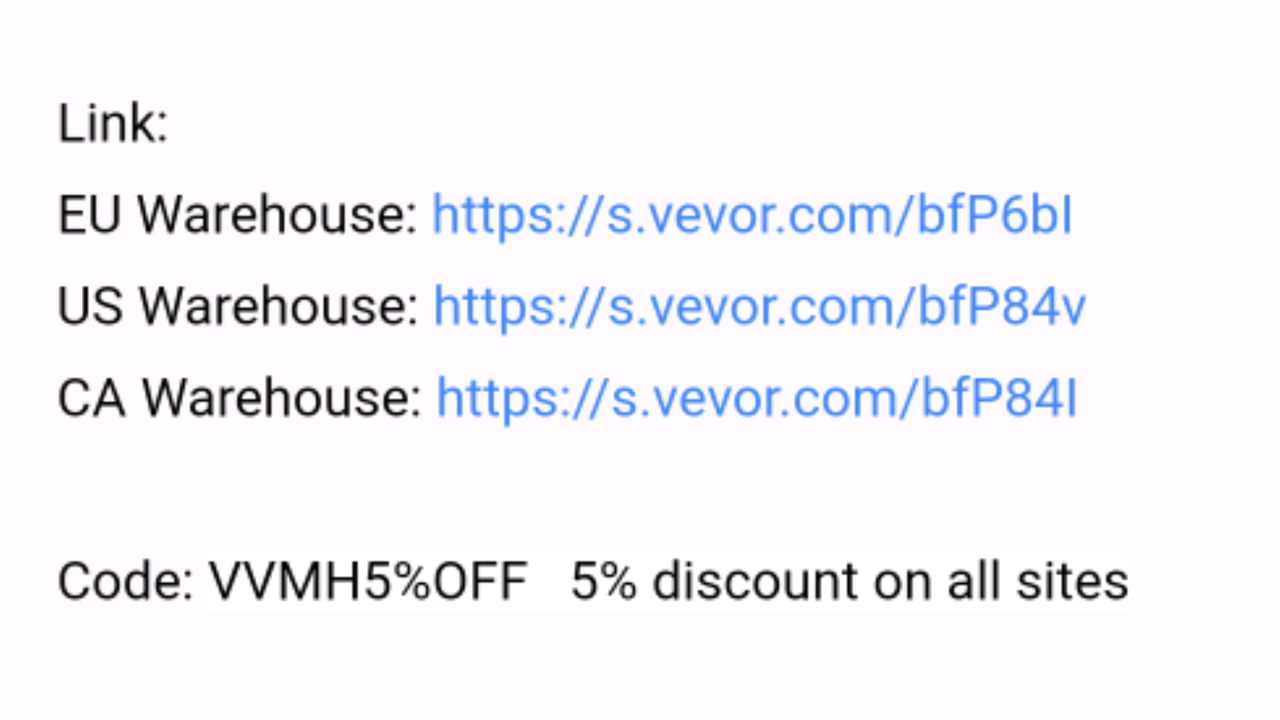 Link:
EU Warehouse: https://s.vevor.com/bfP6bI
US Warehouse: https://s.vevor.com/bfP84v
CA Warehouse: https://s.vevor.com/bfP84I
Code: VVMH5%OFF 5% discount on all sites